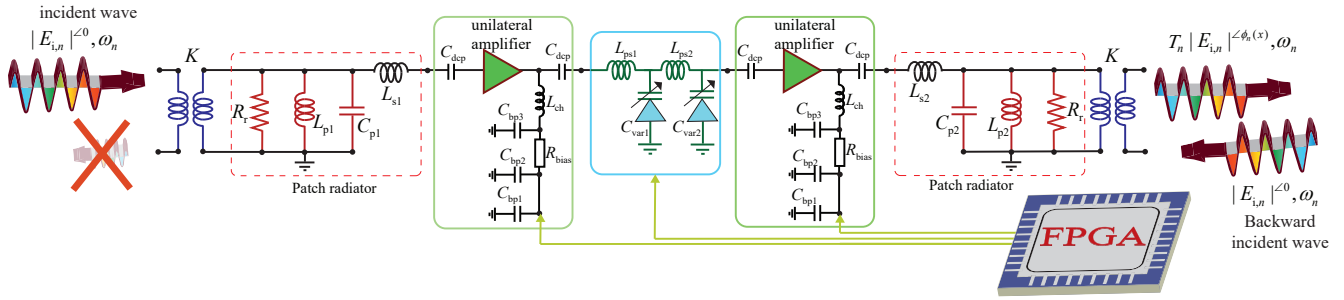 incident wave
|E_{i,n}|^{∠0}, ω_n
K
R_r
L_{p1}
C_{p1}
L_{s1}
Patch radiator
unilateral
amplifier
C_{dcp}
C_{dcp}
L_{ch}
C_{bp3}
R_{bias}
C_{bp2}
C_{bp1}
L_{ps1}
L_{ps2}
C_{var1}
C_{var2}
unilateral
amplifier
C_{dcp}
C_{dcp}
L_{ch}
C_{bp3}
R_{bias}
C_{bp2}
C_{bp1}
L_{s2}
C_{p2}
L_{p2}
R_r
Patch radiator
K
T_n|E_{i,n}|^{∠ϕ_n(x)}, ω_n
|E_{i,n}|^{∠0}, ω_n
Backward
incident wave
FPGA